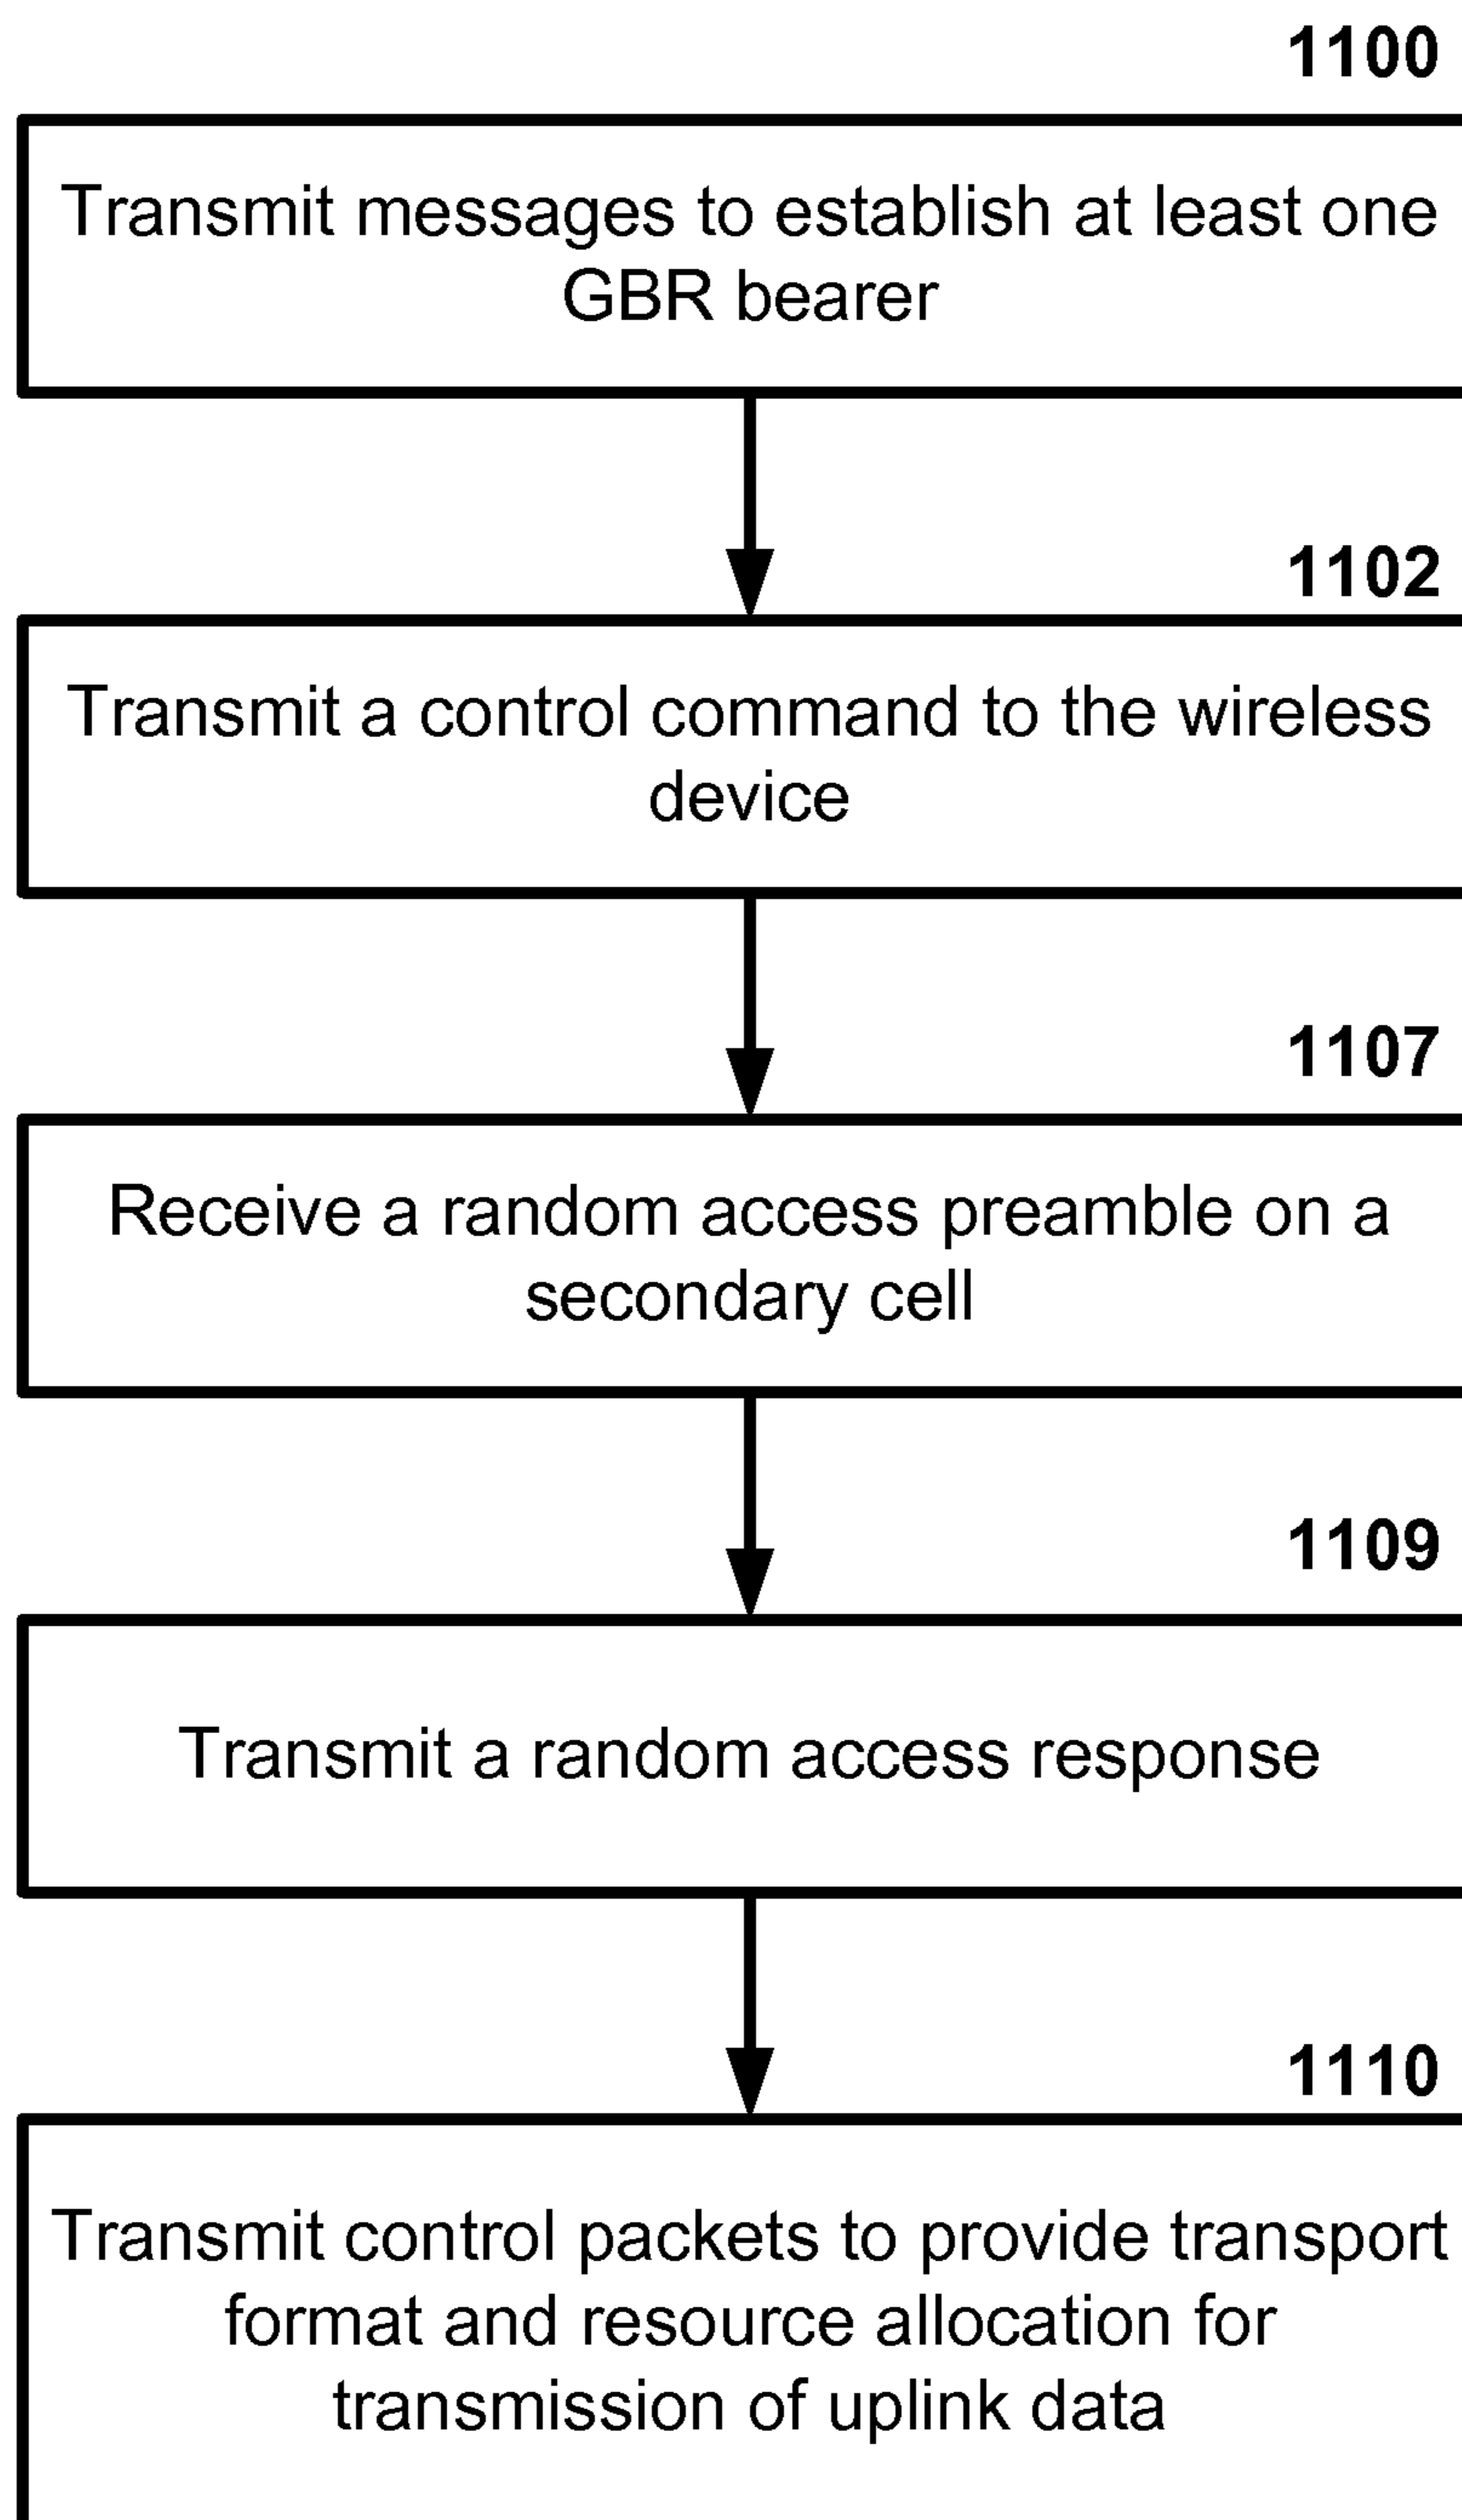 1100
Transmit messages to establish at least one
GBR bearer
1102
Transmit a control command to the wireless
device
1107
Receive a random access preamble on a
secondary cell
1109
Transmit a random access response
1110
Transmit control packets to provide transport
format and resource allocation for
transmission of uplink data